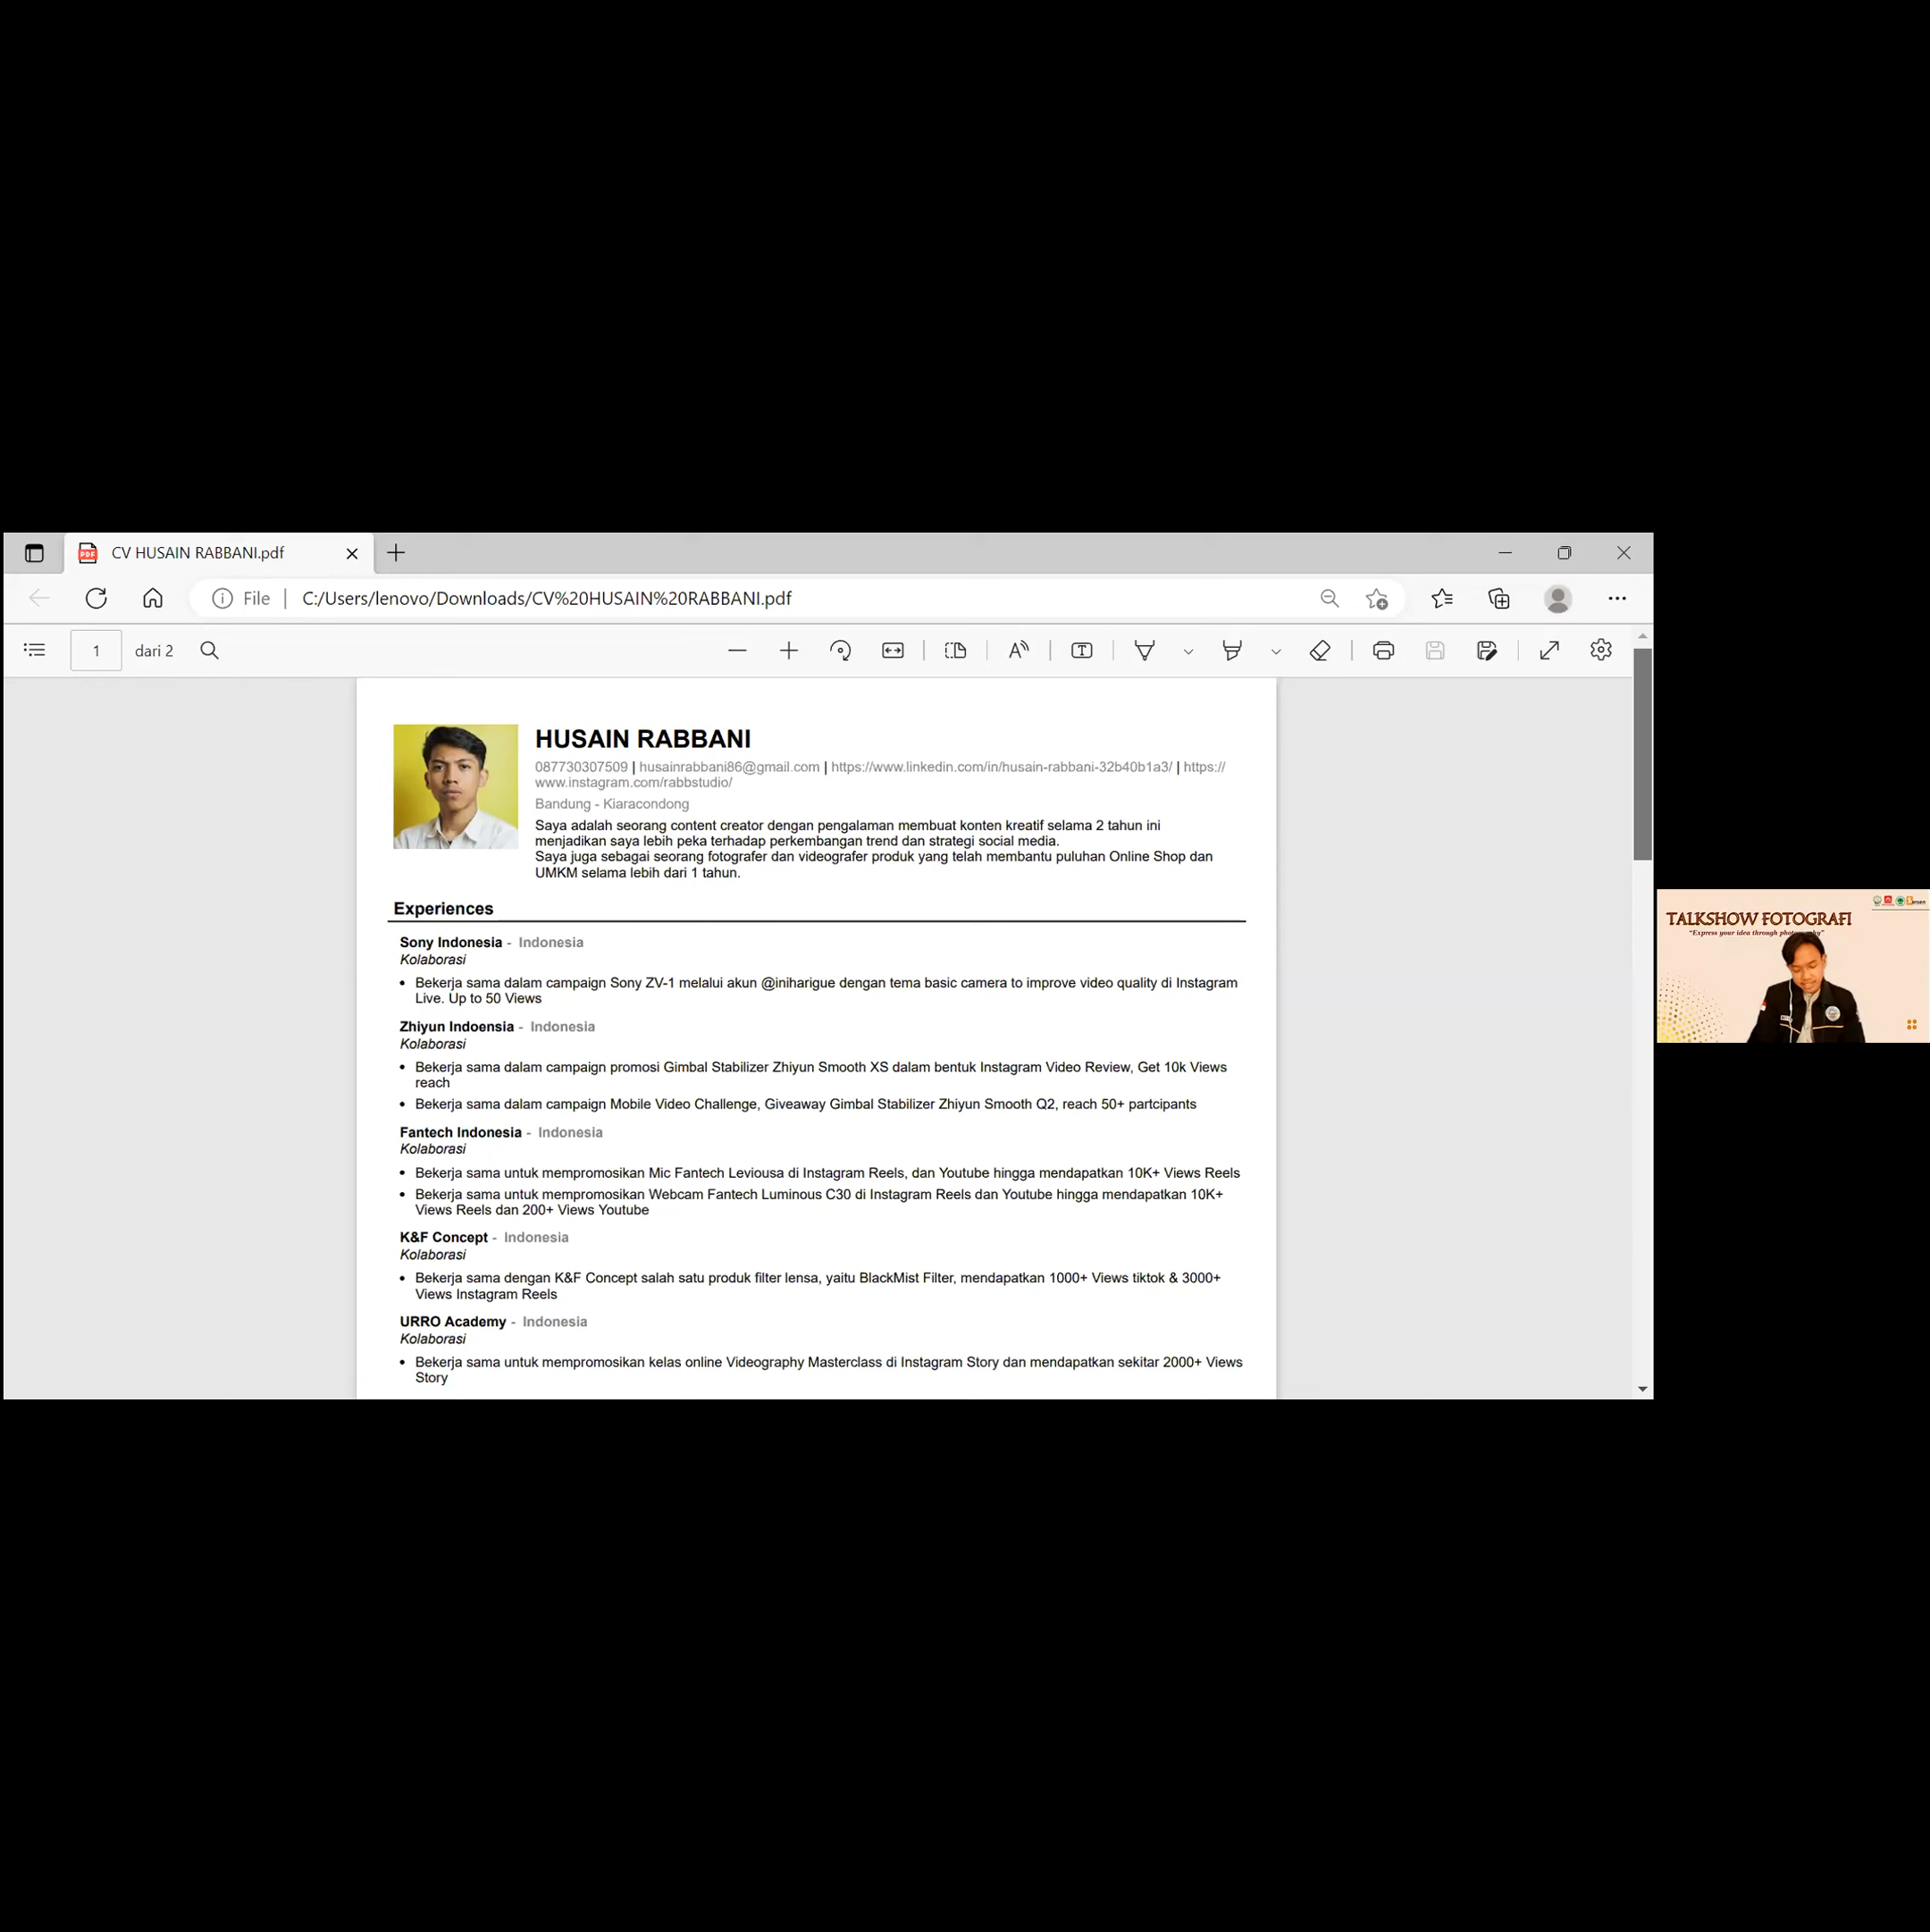 CV HUSAIN RABBANI.pdf
File | C:/Users/lenovo/Downloads/CV%20HUSAIN%20RABBANI.pdf
1 dari 2
HUSAIN RABBANI
087730307509 | husainrabbani86@gmail.com | https://www.linkedin.com/in/husain-rabbani-32b40b1a3/ | https://
www.instagram.com/rabbstudio/
Bandung - Kiaracondong
Saya adalah seorang content creator dengan pengalaman membuat konten kreatif selama 2 tahun ini
menjadikan saya lebih peka terhadap perkembangan trend dan strategi social media.
Saya juga sebagai seorang fotografer dan videografer produk yang telah membantu puluhan Online Shop dan
UMKM selama lebih dari 1 tahun.
Experiences
Sony Indonesia - Indonesia
Kolaborasi
• Bekerja sama dalam campaign Sony ZV-1 melalui akun @iniharigue dengan tema basic camera to improve video quality di Instagram
Live. Up to 50 Views
Zhiyun Indoensia - Indonesia
Kolaborasi
• Bekerja sama dalam campaign promosi Gimbal Stabilizer Zhiyun Smooth XS dalam bentuk Instagram Video Review, Get 10k Views
reach
• Bekerja sama dalam campaign Mobile Video Challenge, Giveaway Gimbal Stabilizer Zhiyun Smooth Q2, reach 50+ partcipants
Fantech Indonesia - Indonesia
Kolaborasi
• Bekerja sama untuk mempromosikan Mic Fantech Leviousa di Instagram Reels, dan Youtube hingga mendapatkan 10K+ Views Reels
• Bekerja sama untuk mempromosikan Webcam Fantech Luminous C30 di Instagram Reels dan Youtube hingga mendapatkan 10K+
Views Reels dan 200+ Views Youtube
K&F Concept - Indonesia
Kolaborasi
• Bekerja sama dengan K&F Concept salah satu produk filter lensa, yaitu BlackMist Filter, mendapatkan 1000+ Views tiktok & 3000+
Views Instagram Reels
URRO Academy - Indonesia
Kolaborasi
• Bekerja sama untuk mempromosikan kelas online Videography Masterclass di Instagram Story dan mendapatkan sekitar 2000+ Views
Story
TALKSHOW FOTOGRAFI
"Express your idea through photography"